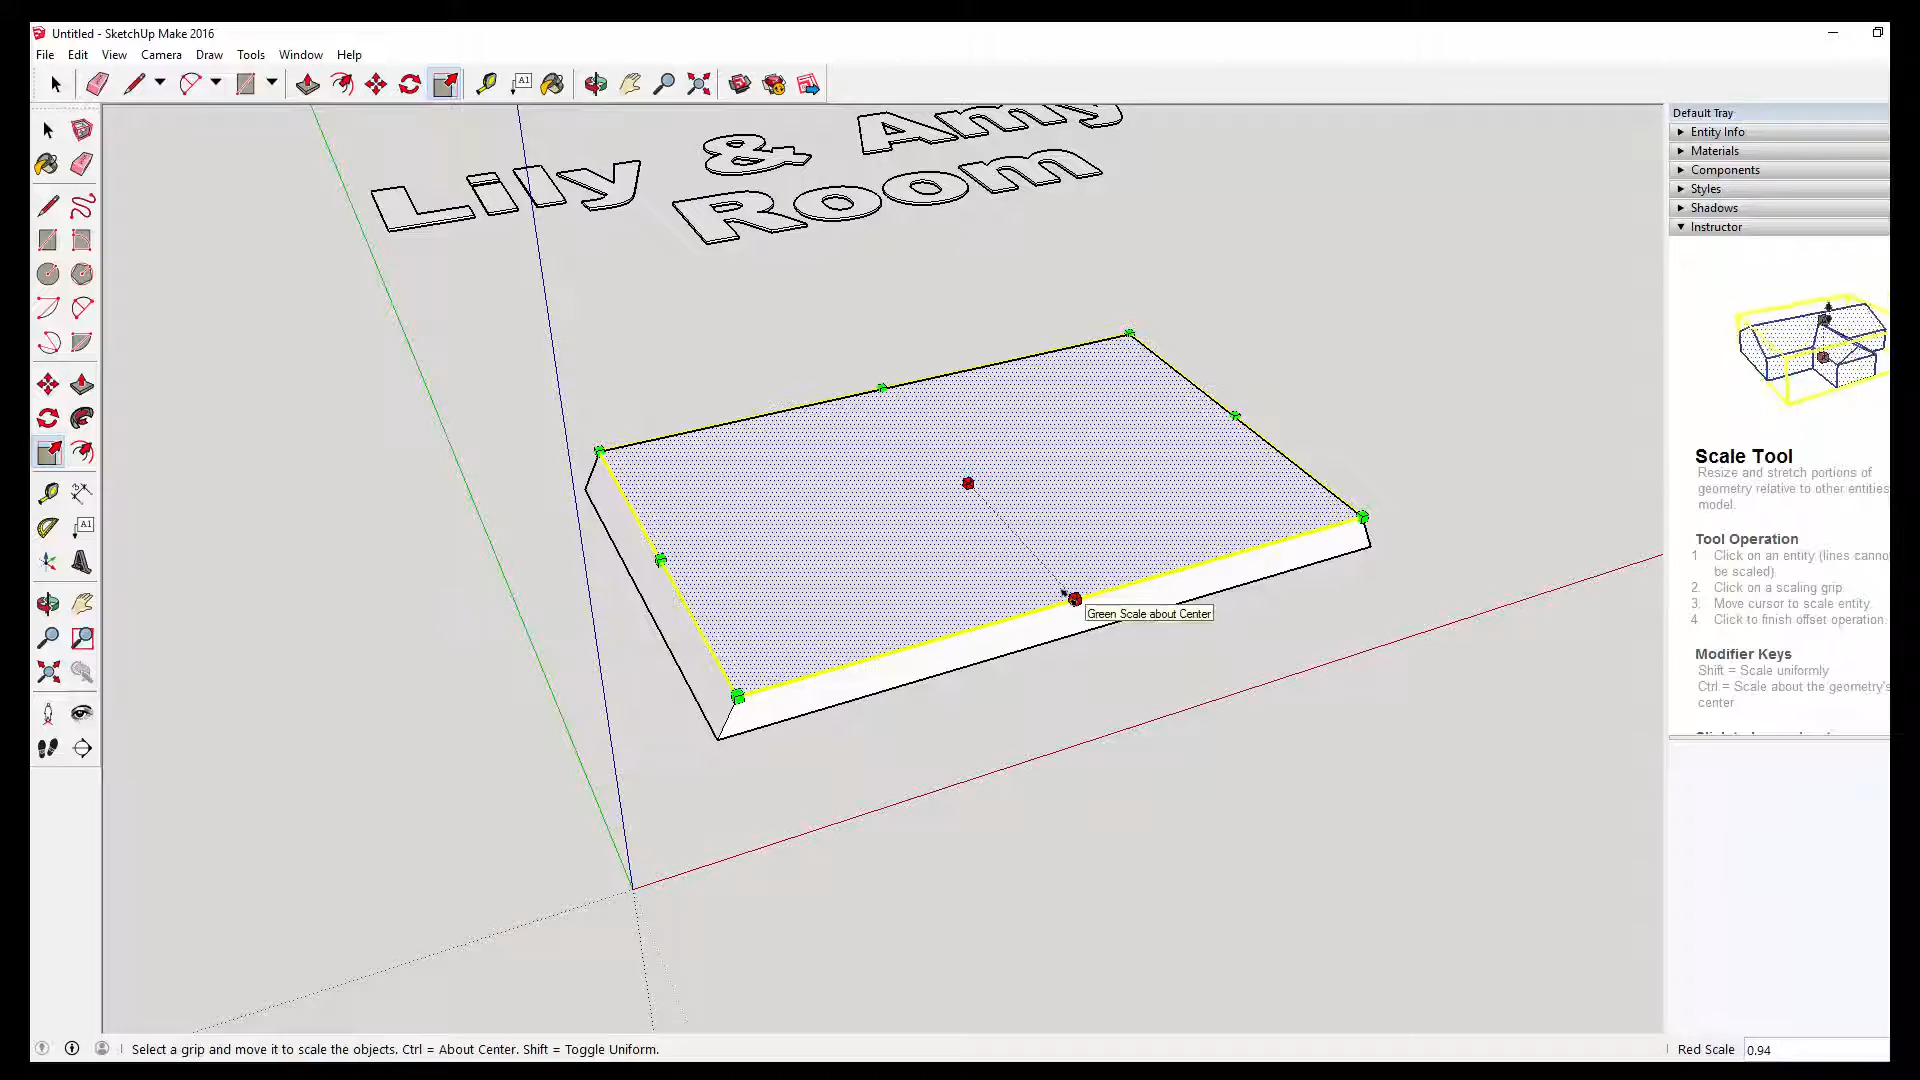 Untitled - SketchUp Make 2016
File Edit View Camera Draw Tools Window Help
A1
Default Tray
Entity Info
Materials
Components
Styles
Shadows
Instructor
Lily & Amy
Room
Green Scale about Center
A1
Scale Tool
Resize and stretch portions of
geometry relative to other entities
model.
Tool Operation
1 Click on an entity (lines canno
be scaled)
2. Click on a scaling grip.
3. Move cursor to scale entity.
4 Click to finish offset operation.
Modifier Keys
Shift = Scale uniformly
Ctrl = Scale about the geometry's
center
Select a grip and move it to scale the objects. Ctrl = About Center. Shift = Toggle Uniform.
Red Scale 0.94